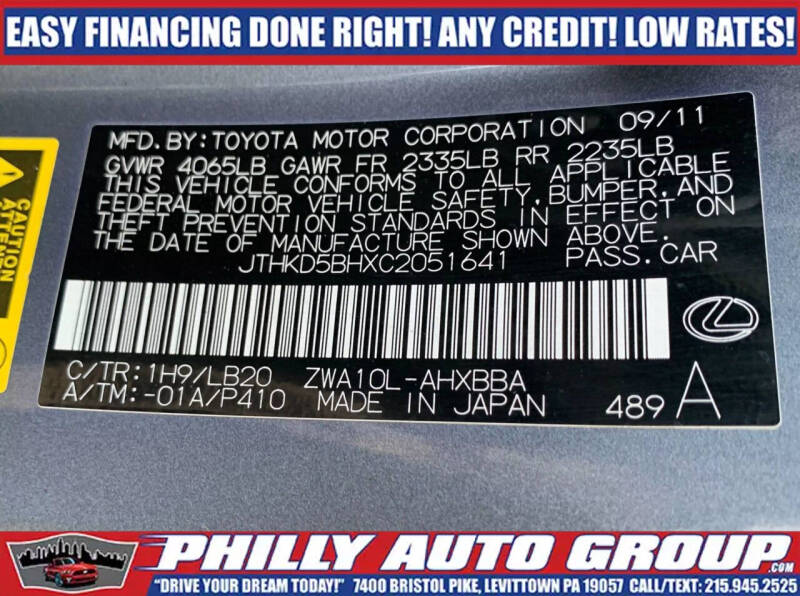 EASY FINANCING DONE RIGHT! ANY CREDIT! LOW RATES!
MFD. BY: TOYOTA MOTOR CORPORATION 09/11
GVWR 4065LB GAWR FR 2335LB RR 2235LB
THIS VEHICLE CONFORMS TO ALL APPLICABLE
FEDERAL MOTOR VEHICLE SAFETY, BUMPER, AND
THEFT PREVENTION STANDARDS IN EFFECT ON
THE DATE OF MANUFACTURE SHOWN ABOVE.
JTHKD5BHXC2051641 PASS.CAR
C/TR: 1H9/LB20 ZWA10L-AHXBBA
A/TM: -01A/P410 MADE IN JAPAN 489 A
CAUTION
PHILLY AUTO GROUP.COM
"DRIVE YOUR DREAM TODAY!" 7400 BRISTOL PIKE, LEVITTOWN PA 19057 CALL/TEXT: 215.945.2525